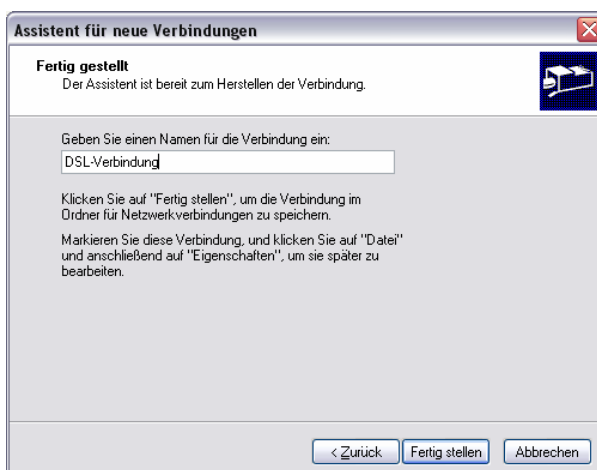 Assistent für neue Verbindungen
Fertig gestellt
Der Assistent ist bereit zum Herstellen der Verbindung.
Geben Sie einen Namen für die Verbindung ein:
DSL-Verbindung
Klicken Sie auf "Fertig stellen", um die Verbindung im
Ordner für Netzwerkverbindungen zu speichern.
Markieren Sie diese Verbindung, und klicken Sie auf "Datei"
und anschließend auf "Eigenschaften", um sie später zu
bearbeiten.
< Zurück Fertig stellen Abbrechen